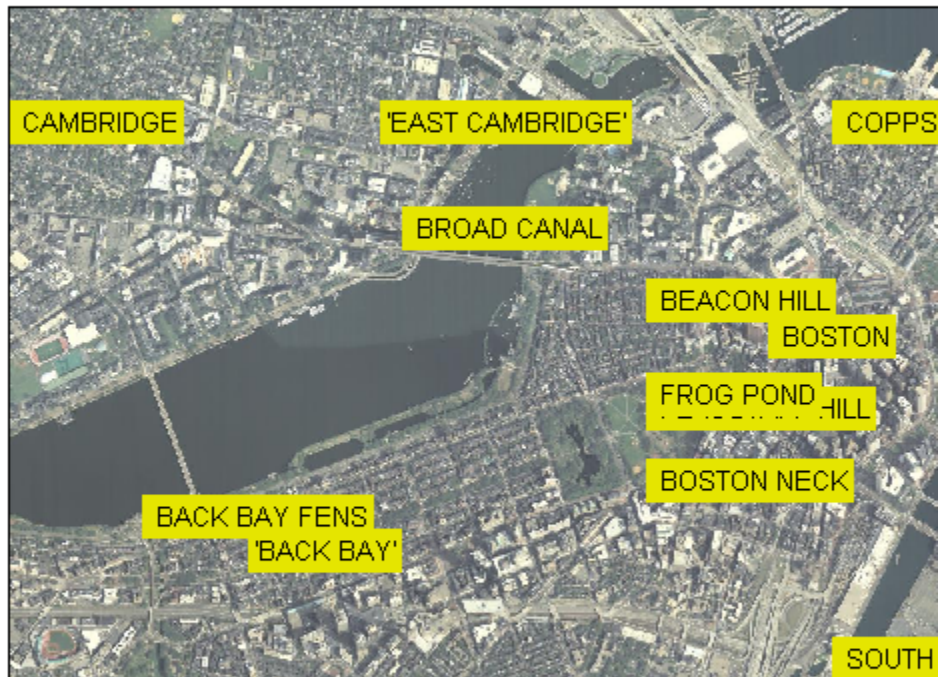 CAMBRIDGE
'EAST CAMBRIDGE'
COPPS
BROAD CANAL
BEACON HILL
BOSTON
FROG POND
HILL
BOSTON NECK
BACK BAY FENS
'BACK BAY'
SOUTH